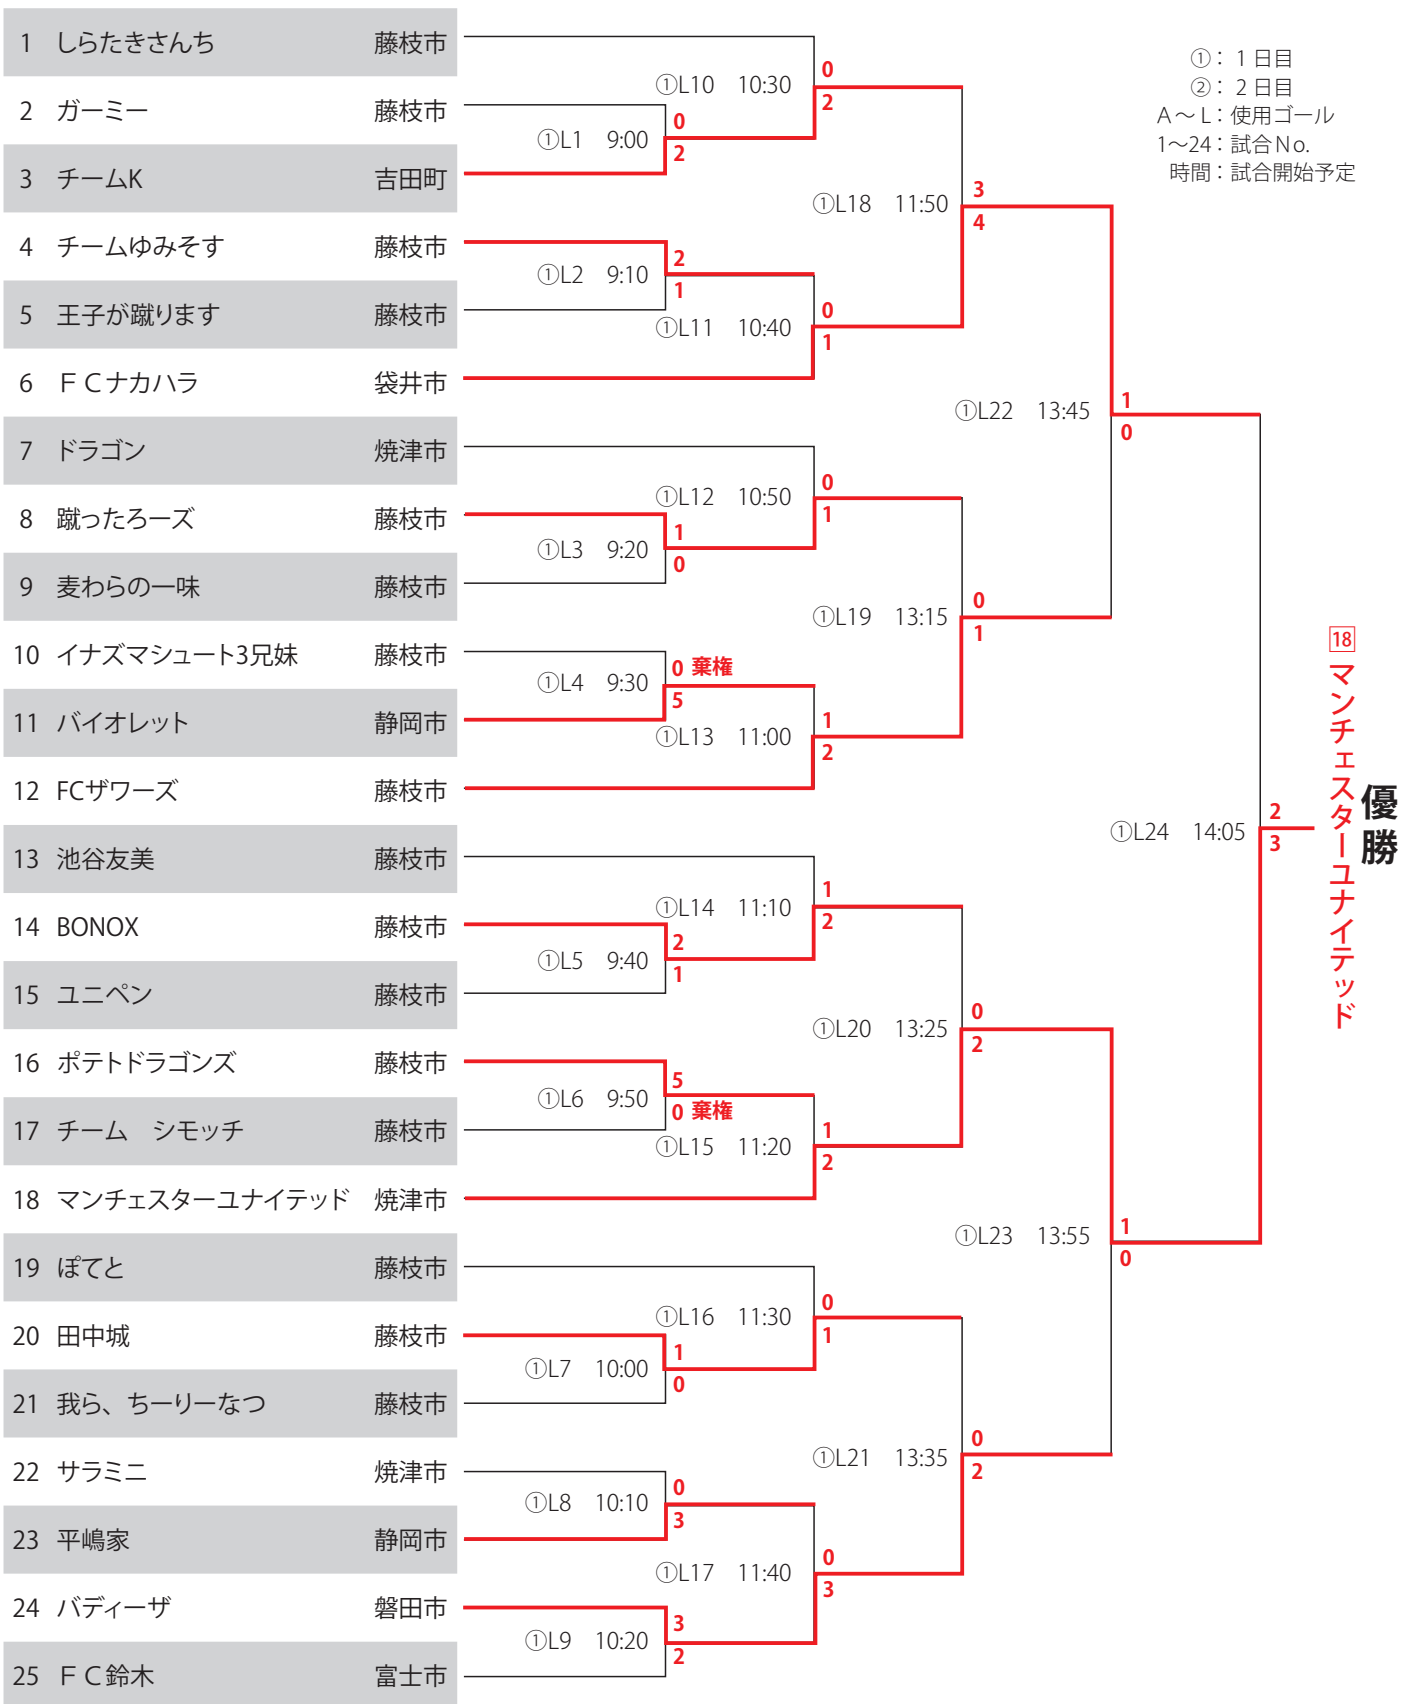 1 しらたきさんち 藤枝市
2 ガーミー 藤枝市
3 チームK 吉田町
4 チームゆみそす 藤枝市
5 王子が蹴ります 藤枝市
6 ＦＣナカハラ 袋井市
7 ドラゴン 焼津市
8 蹴ったろーズ 藤枝市
9 麦わらの一味 藤枝市
10 イナズマシュート3兄妹 藤枝市
11 バイオレット 静岡市
12 FCザワーズ 藤枝市
13 池谷友美 藤枝市
14 BONOX 藤枝市
15 ユニペン 藤枝市
16 ポテトドラゴンズ 藤枝市
17 チーム　シモッチ 藤枝市
18 マンチェスターユナイテッド 焼津市
19 ぽてと 藤枝市
20 田中城 藤枝市
21 我ら、ちーりーなつ 藤枝市
22 サラミニ 焼津市
23 平嶋家 静岡市
24 バディーザ 磐田市
25 ＦＣ鈴木 富士市
①L1 9:00
0
2
①L2 9:10
2
1
①L3 9:20
1
0
①L4 9:30
0 棄権
5
①L5 9:40
2
1
①L6 9:50
5
0 棄権
①L7 10:00
1
0
①L8 10:10
0
3
①L9 10:20
3
2
①L10 10:30
0
2
①L11 10:40
0
1
①L12 10:50
0
1
①L13 11:00
1
2
①L14 11:10
1
2
①L15 11:20
1
2
①L16 11:30
0
1
①L17 11:40
0
3
①L18 11:50
3
4
①L19 13:15
0
1
①L20 13:25
0
2
①L21 13:35
0
2
①L22 13:45
1
0
①L23 13:55
1
0
①L24 14:05
2
3
①：1日目
②：2日目
A～L：使用ゴール
1～24：試合No.
時間：試合開始予定
優勝
18 マンチェスターユナイテッド